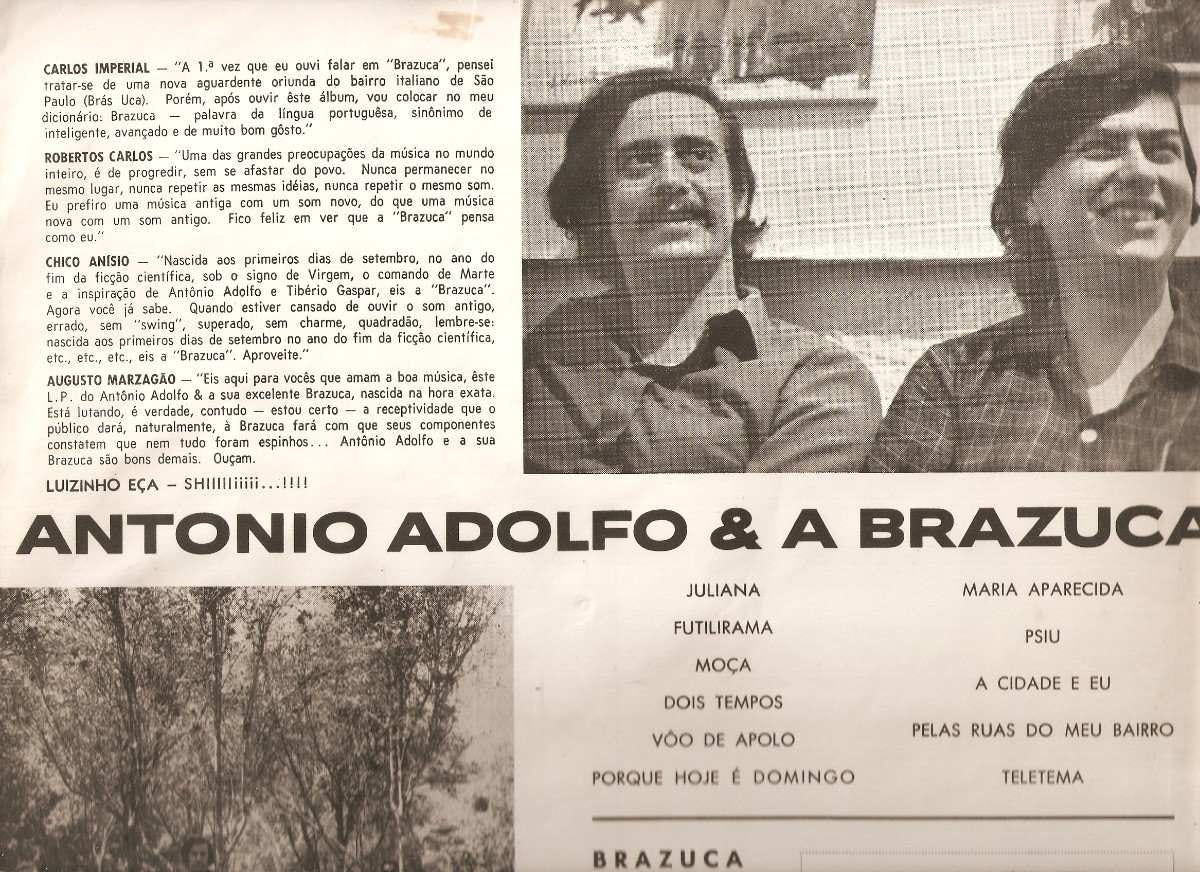 CARLOS IMPERIAL — "A 1.ª vez que eu ouvi falar em "Brazuca", pensei
tratar-se de uma nova aguardente oriunda do bairro italiano de São
Paulo (Brás Uca). Porém, após ouvir êste álbum, vou colocar no meu
dicionário: Brazuca — palavra da língua portuguêsa, sinônimo de
inteligente, avançado e de muito bom gôsto."
ROBERTOS CARLOS — "Uma das grandes preocupações da música no mundo
inteiro, é de progredir, sem se afastar do povo. Nunca permanecer no
mesmo lugar, nunca repetir as mesmas idéias, nunca repetir o mesmo som.
Eu prefiro uma música antiga com um som novo, do que uma música
nova com um som antigo. Fico feliz em ver que a "Brazuca" pensa
como eu."
CHICO ANÍSIO — "Nascida aos primeiros dias de setembro, no ano do
fim da ficção científica, sob o signo de Virgem, o comando de Marte
e a inspiração de Antônio Adolfo e Tibério Gaspar, eis a "Brazuca".
Agora você já sabe. Quando estiver cansado de ouvir o som antigo,
errado, sem "swing", superado, sem charme, quadradão, lembre-se:
nascida aos primeiros dias de setembro no ano do fim da ficção científica,
etc., etc., etc., eis a "Brazuca". Aproveite."
AUGUSTO MARZAGÃO — "Eis aqui para vocês que amam a boa música, êste
L.P. do Antônio Adolfo & a sua excelente Brazuca, nascida na hora exata.
Está lutando, é verdade, contudo — estou certo — a receptividade que o
público dará, naturalmente, à Brazuca fará com que seus componentes
constatem que nem tudo foram espinhos... Antônio Adolfo e a sua
Brazuca são bons demais. Ouçam.
LUIZINHO EÇA — SHIIIIIiiiii...!!!!
ANTONIO ADOLFO & A BRAZUCA
JULIANA
FUTILIRAMA
MOÇA
DOIS TEMPOS
VÔO DE APOLO
PORQUE HOJE É DOMINGO
MARIA APARECIDA
PSIU
A CIDADE E EU
PELAS RUAS DO MEU BAIRRO
TELETEMA
BRAZUCA